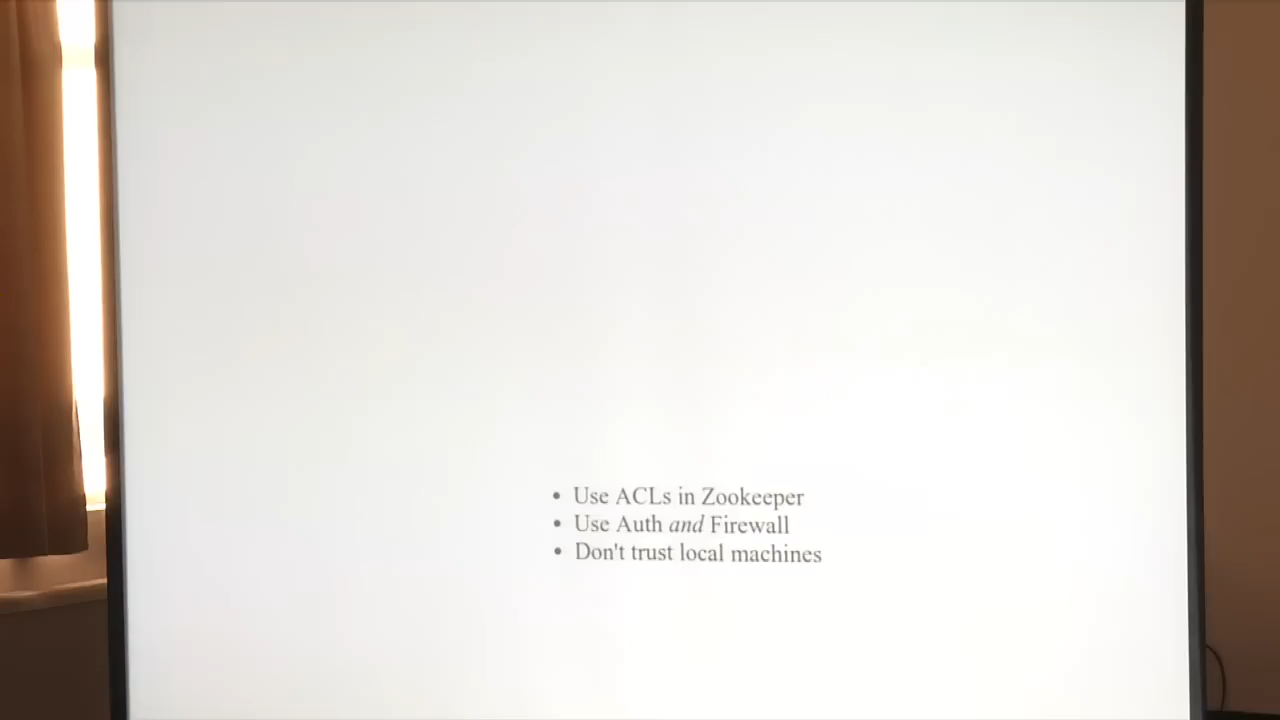 • Use ACLs in Zookeeper
• Use Auth and Firewall
• Don't trust local machines